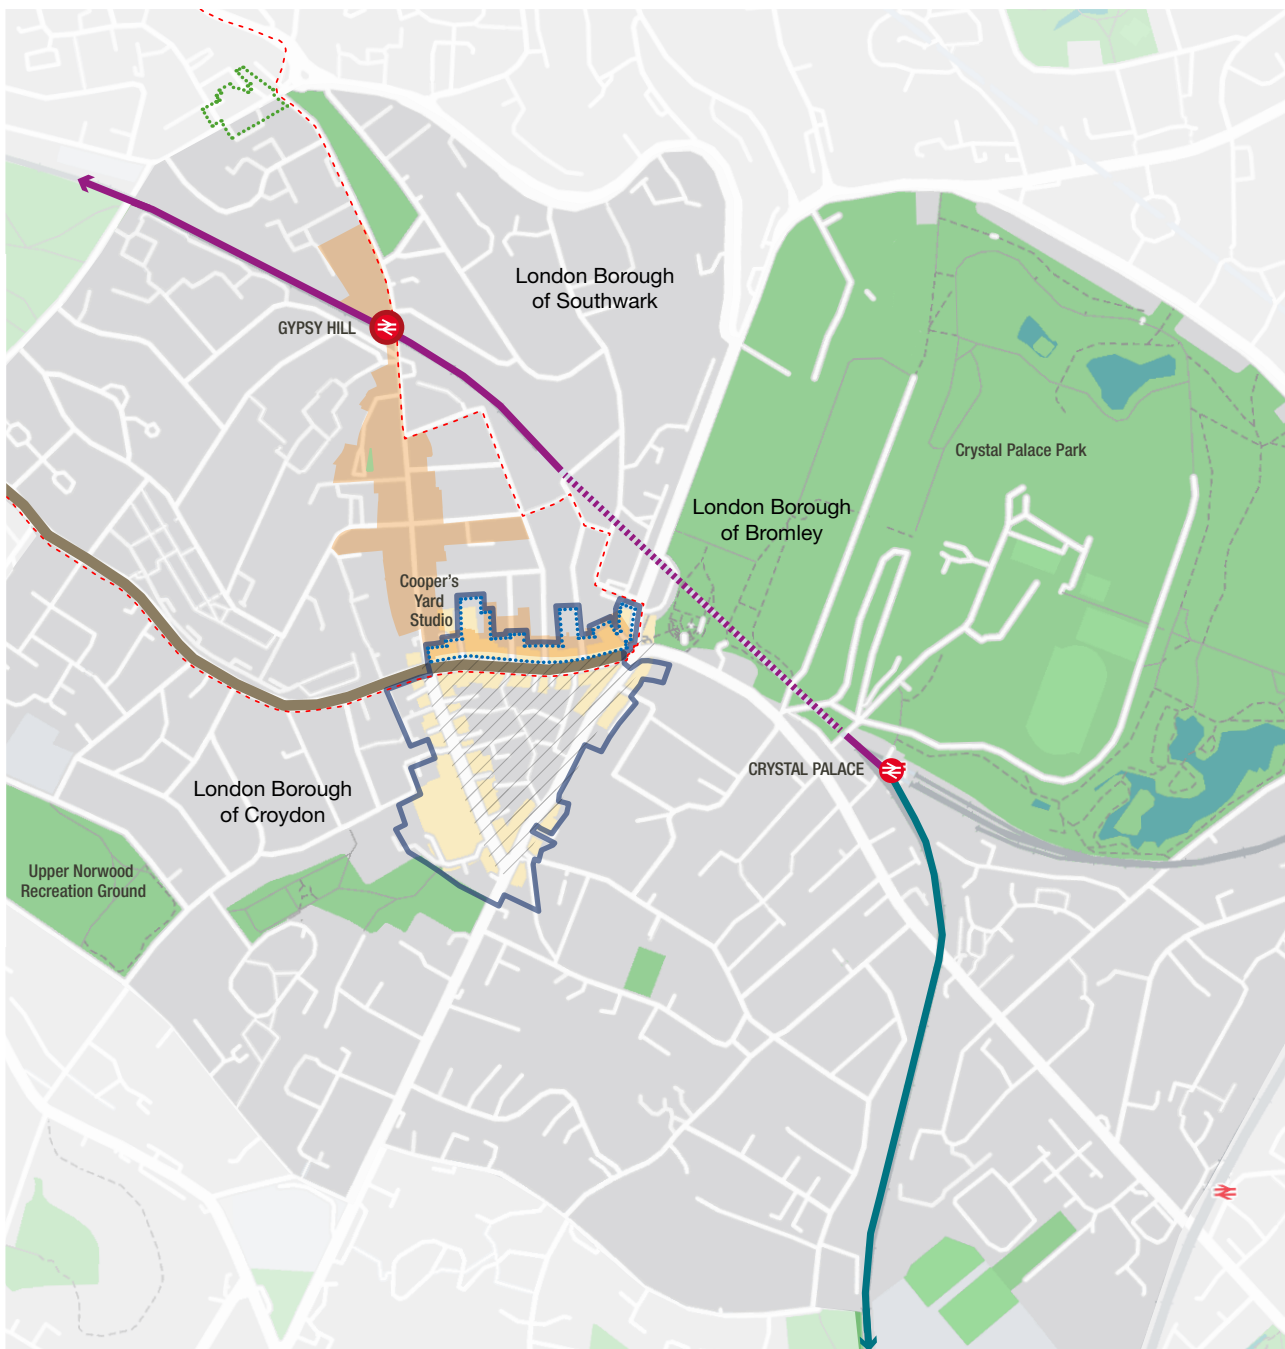 London Borough
of Southwark
GYPSY HILL
Crystal Palace Park
London Borough
of Bromley
Cooper's
Yard
Studio
CRYSTAL PALACE
London Borough
of Croydon
Upper Norwood
Recreation Ground